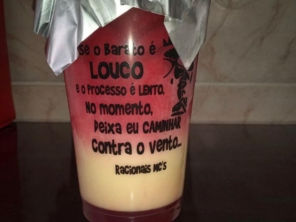 Se o Barato é
LOUCO
E o Processo é LENTO.
No momento,
Deixa eu CAMINHAR
contra o vento...
Racionais MC's